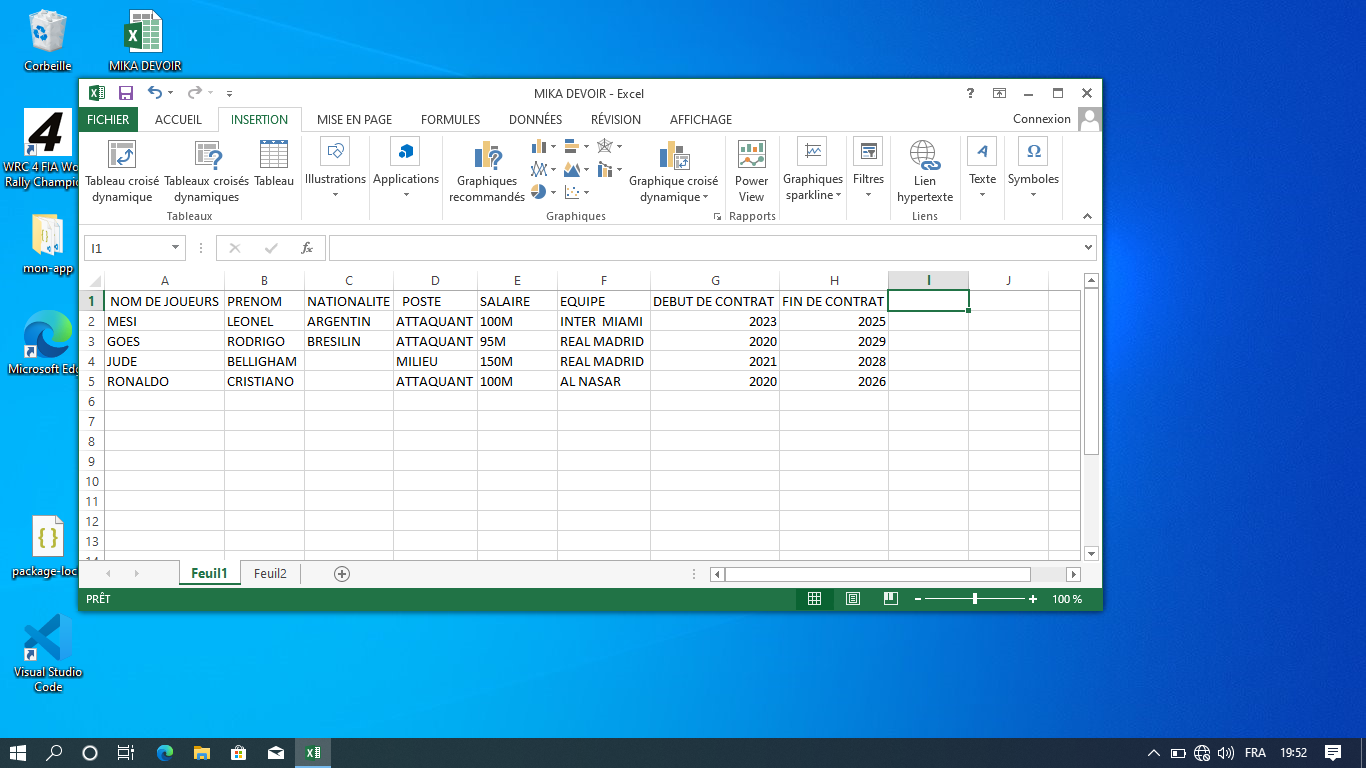 Corbeille
MIKA DEVOIR
WRC 4 FIA Wo
Rally Champic
mon-app
Microsoft Edg
package-loc
Visual Studio
Code
MIKA DEVOIR - Excel
FICHIER ACCUEIL INSERTION MISE EN PAGE FORMULES DONNÉES RÉVISION AFFICHAGE Connexion
Tableau croisé
dynamique
Tableaux croisés
dynamiques
Tableau
Illustrations
Applications
Graphiques
recommandés
Graphique croisé
dynamique
Power
View
Graphiques
sparkline
Filtres
Lien
hypertexte
Texte
Symboles
Tableaux Graphiques Rapports Liens
I1
fx
A B C D E F G H I J
1 NOM DE JOUEURS PRENOM NATIONALITE POSTE SALAIRE EQUIPE DEBUT DE CONTRAT FIN DE CONTRAT
2 MESI LEONEL ARGENTIN ATTAQUANT 100M INTER MIAMI 2023 2025
3 GOES RODRIGO BRESILIN ATTAQUANT 95M REAL MADRID 2020 2029
4 JUDE BELLIGHAM MILIEU 150M REAL MADRID 2021 2028
5 RONALDO CRISTIANO ATTAQUANT 100M AL NASAR 2020 2026
6
7
8
9
10
11
12
13
14
Feuil1 Feuil2
PRÊT 100 %
FRA 19:52